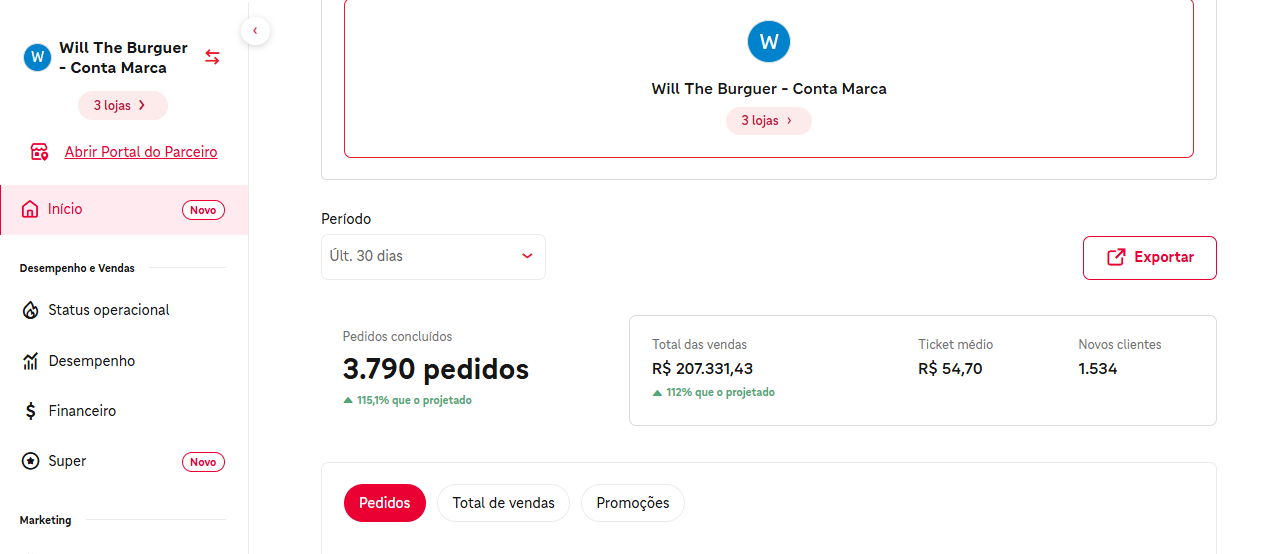 W
Will The Burguer
- Conta Marca
3 lojas
Abrir Portal do Parceiro
Início
Novo
Desempenho e Vendas
Status operacional
Desempenho
$ Financeiro
Super
Novo
Marketing
W
Will The Burguer - Conta Marca
3 lojas
Período
Últ. 30 dias
Exportar
Pedidos concluídos
3.790 pedidos
115,1% que o projetado
Total das vendas
R$ 207.331,43
112% que o projetado
Ticket médio
R$ 54,70
Novos clientes
1.534
Pedidos
Total de vendas
Promoções